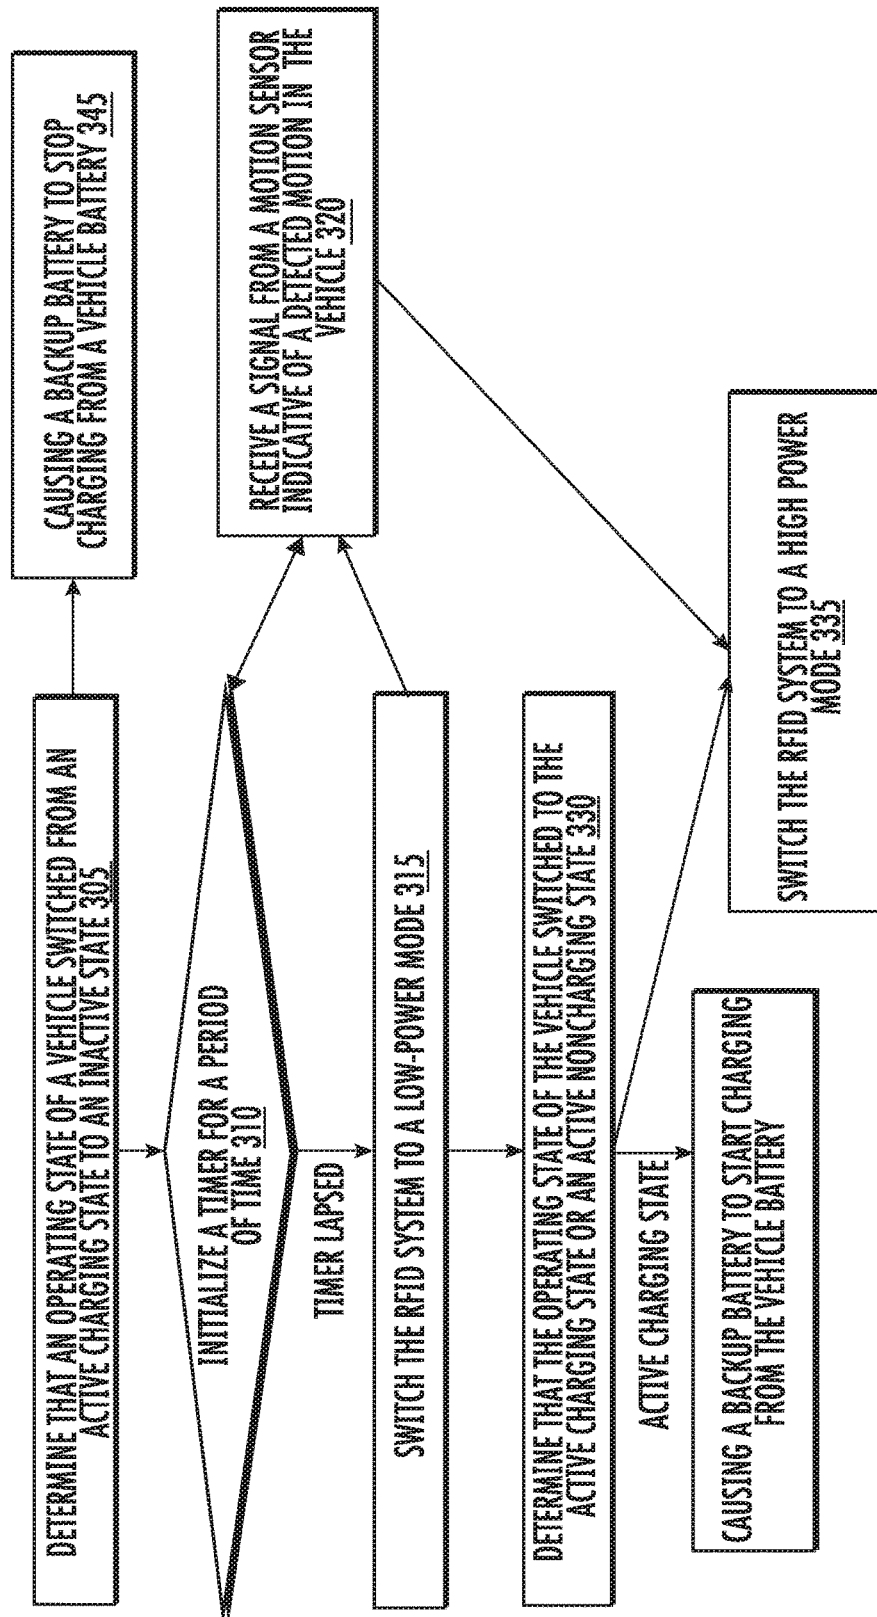 DETERMINE THAT AN OPERATING STATE OF A VEHICLE SWITCHED FROM AN
ACTIVE CHARGING STATE TO AN INACTIVE STATE 305
CAUSING A BACKUP BATTERY TO STOP
CHARGING FROM A VEHICLE BATTERY 345
INITIALIZE A TIMER FOR A PERIOD
OF TIME 310
RECEIVE A SIGNAL FROM A MOTION SENSOR
INDICATIVE OF A DETECTED MOTION IN THE
VEHICLE 320
TIMER LAPSED
SWITCH THE RFID SYSTEM TO A LOW-POWER MODE 315
DETERMINE THAT THE OPERATING STATE OF THE VEHICLE SWITCHED TO THE
ACTIVE CHARGING STATE OR AN ACTIVE NONCHARGING STATE 330
ACTIVE CHARGING STATE
CAUSING A BACKUP BATTERY TO START CHARGING
FROM THE VEHICLE BATTERY
SWITCH THE RFID SYSTEM TO A HIGH POWER
MODE 335